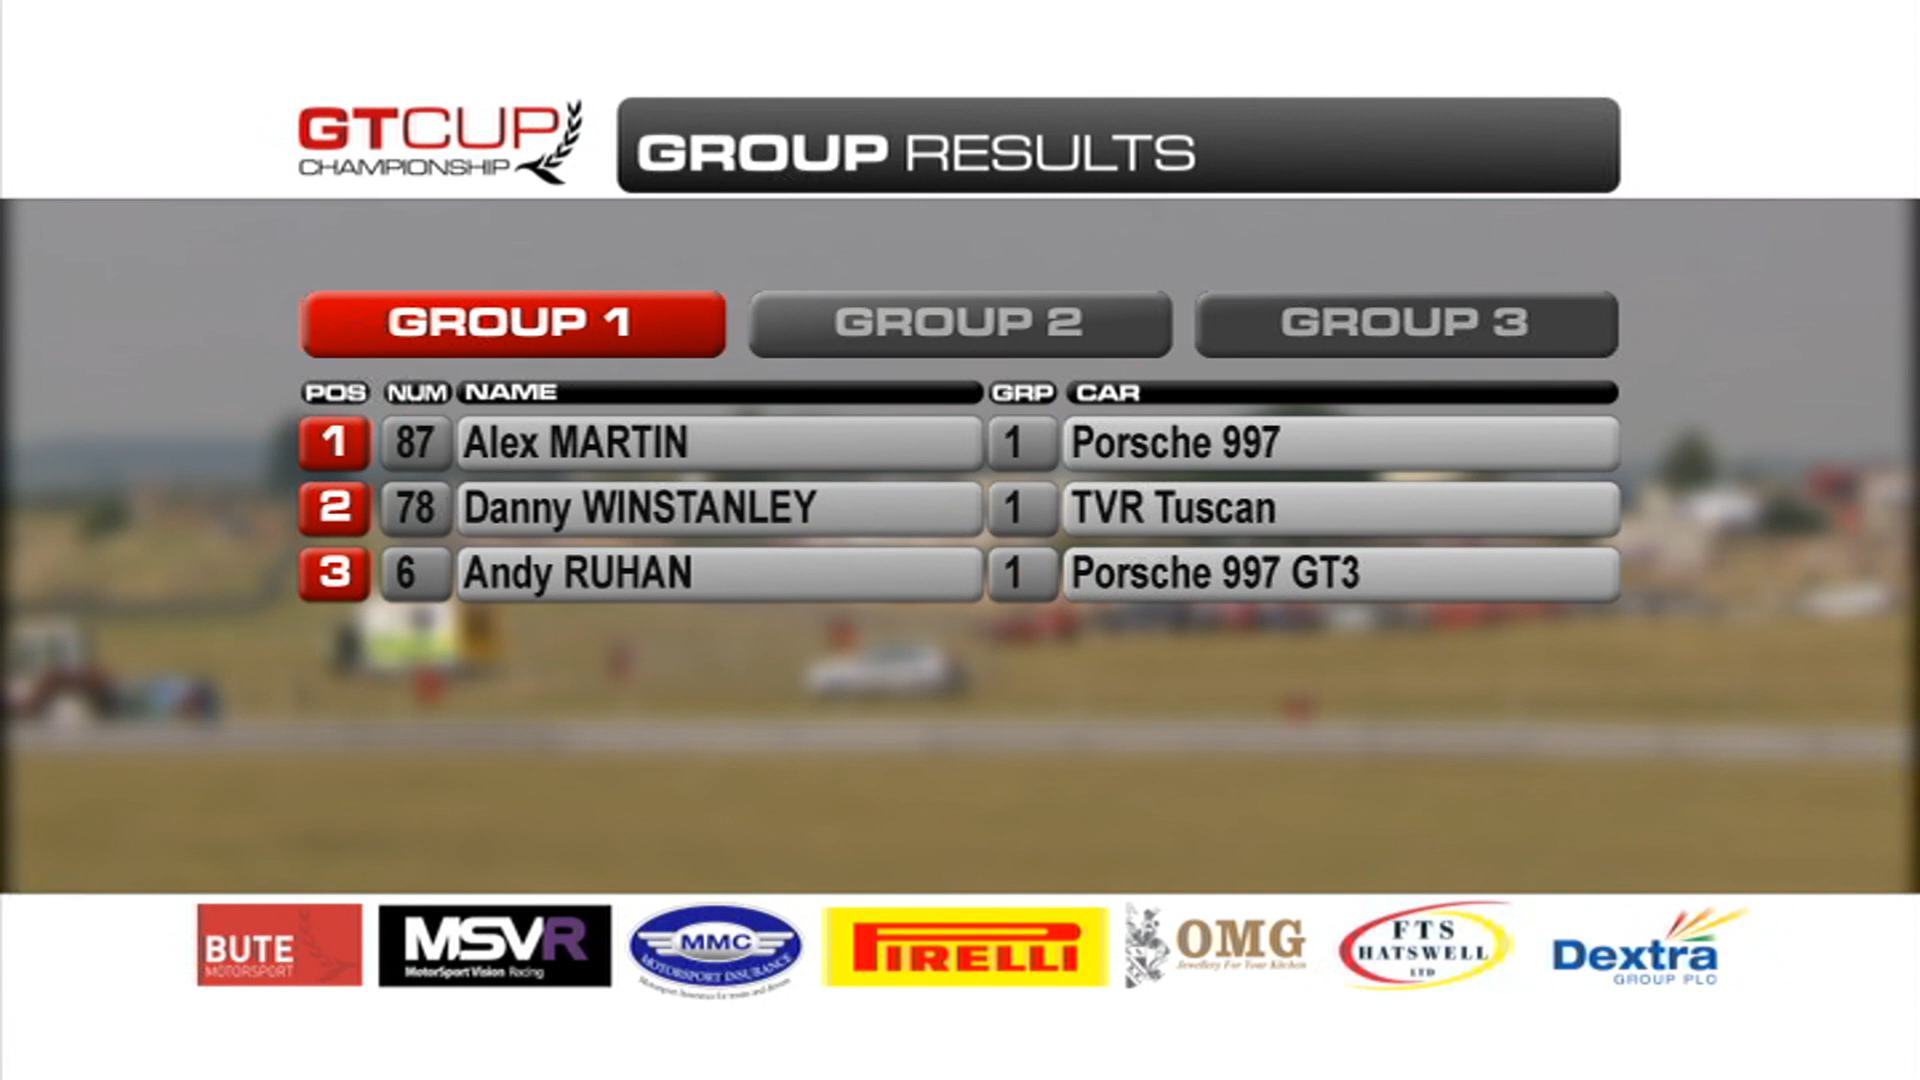 GTCUP
CHAMPIONSHIP
GROUP RESULTS
GROUP 1 GROUP 2 GROUP 3
POS NUM NAME GRP CAR
1 87 Alex MARTIN 1 Porsche 997
2 78 Danny WINSTANLEY 1 TVR Tuscan
3 6 Andy RUHAN 1 Porsche 997 GT3
BUTE
MOTORSPORT
MSVR
MotorSport Vision Racing
MMC
MOTORSPORT INSURANCE
PIRELLI
OMG
Jewellery For Your Kitchen
FTS
HATSWELL
LTD
Dextra
GROUP PLC